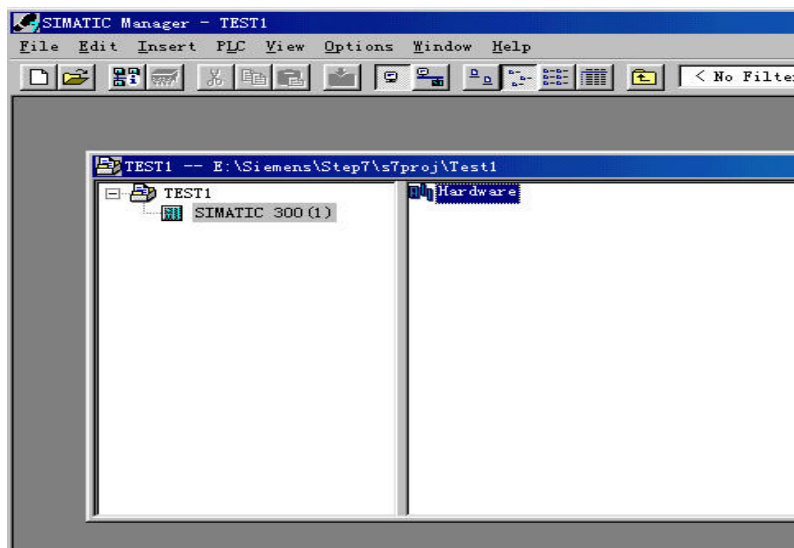 SIMATIC Manager - TEST1
File Edit Insert PLC View Options Window Help
< No Filte
TEST1 -- E:\Siemens\Step7\s7proj\Test1
TEST1
SIMATIC 300(1)
Hardware